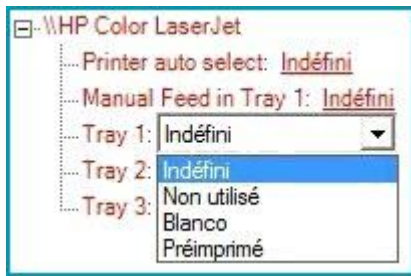 \\HP Color LaserJet
Printer auto select: Indéfini
Manual Feed in Tray 1: Indéfini
Tray 1: Indéfini
Tray 2: Indéfini
Non utilisé
Tray 3: Blanco
Préimprimé